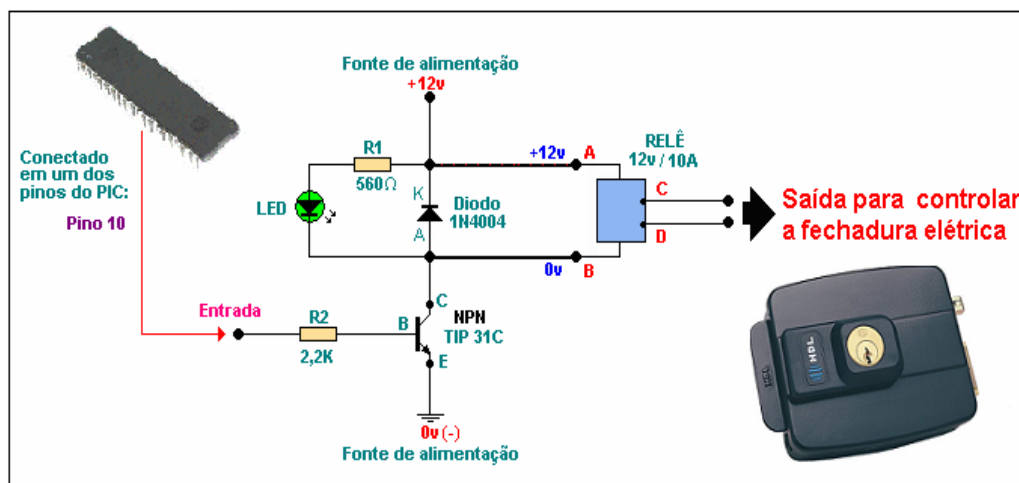 Fonte de alimentação
+12v
Conectado
em um dos
pinos do PIC:
Pino 10
R1
560Ω
LED
K
Diodo
1N4004
A
+12v
A
RELÊ
12v / 10A
C
D
0v
B
Saída para controlar
a fechadura elétrica
Entrada
R2
2,2K
B
C
NPN
TIP 31C
E
0v (-)
Fonte de alimentação
HDL